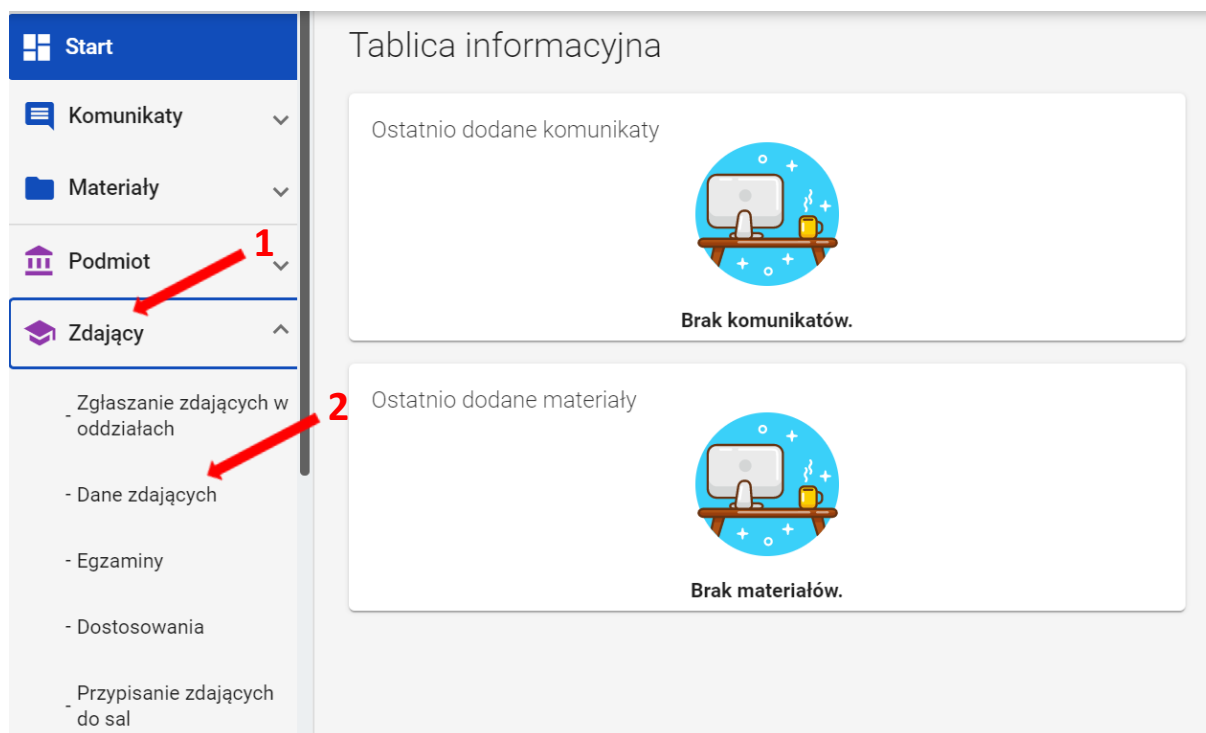 Start
Komunikaty
Materiały
Podmiot
1
Zdający
- Zgłaszanie zdających w
oddziałach
2
- Dane zdających
- Egzaminy
- Dostosowania
- Przypisanie zdających
do sal
Tablica informacyjna
Ostatnio dodane komunikaty
Brak komunikatów.
Ostatnio dodane materiały
Brak materiałów.